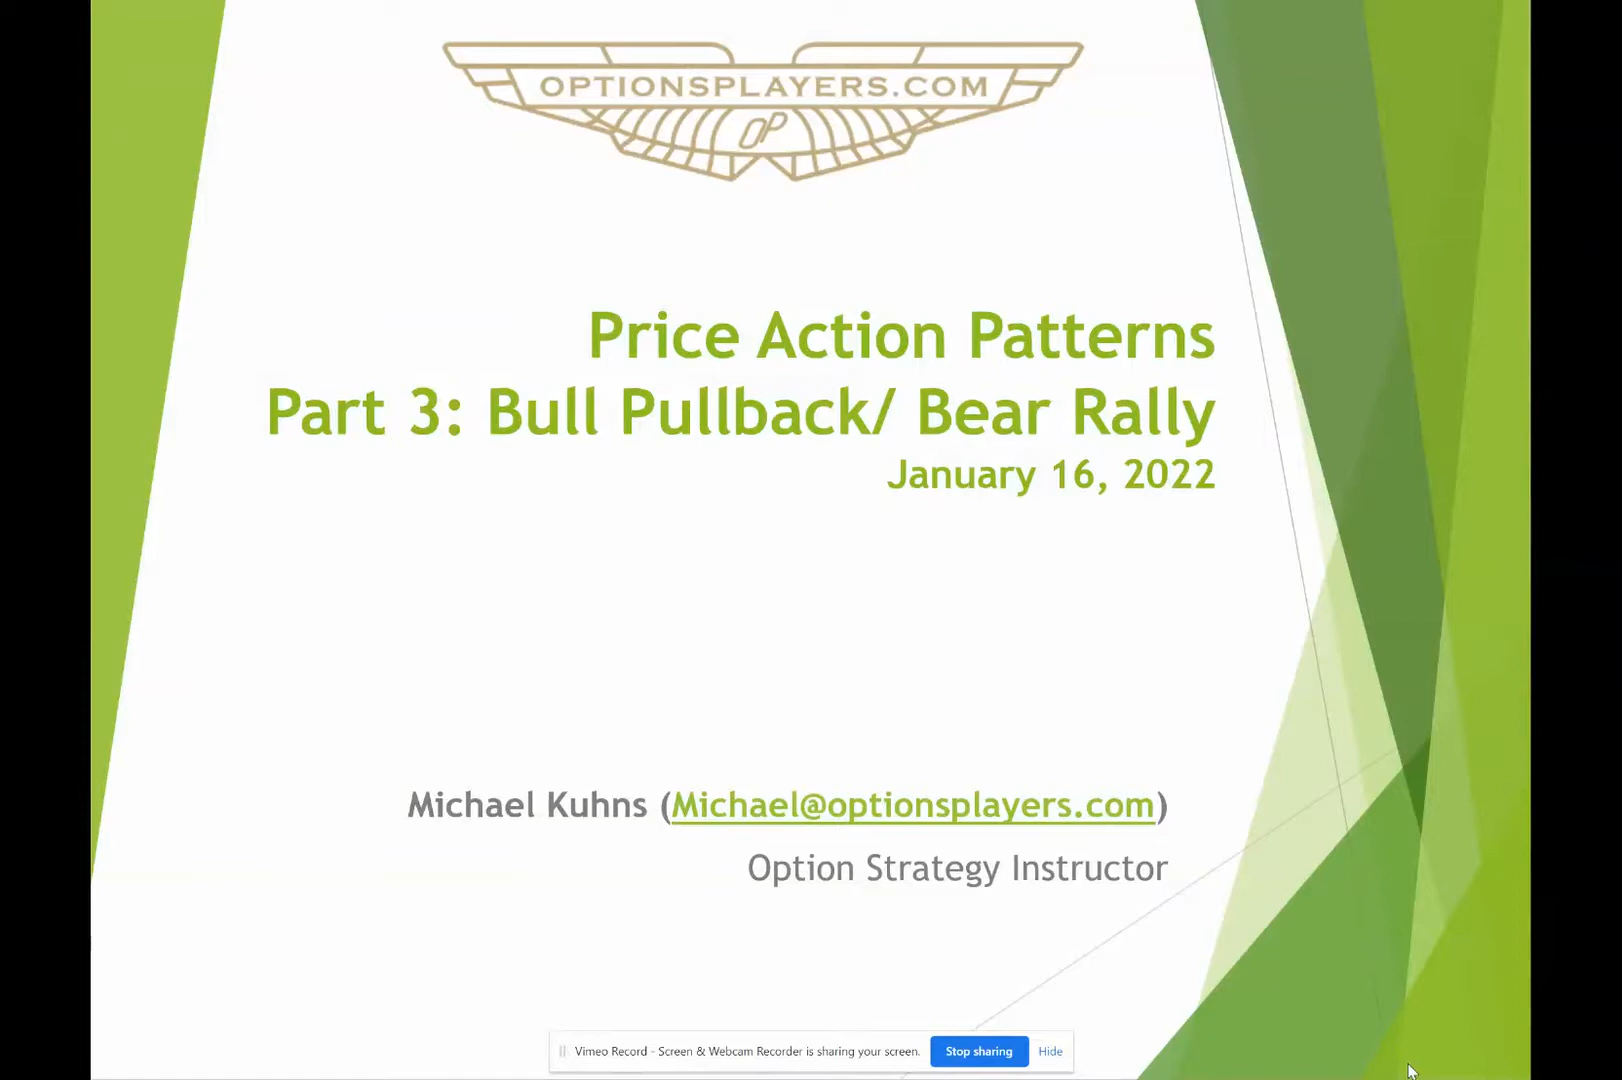 OPTIONSPLAYERS.COM
OP
Price Action Patterns
Part 3: Bull Pullback/ Bear Rally
January 16, 2022
Michael Kuhns (Michael@optionsplayers.com)
Option Strategy Instructor
Vimeo Record - Screen & Webcam Recorder is sharing your screen. Stop sharing Hide